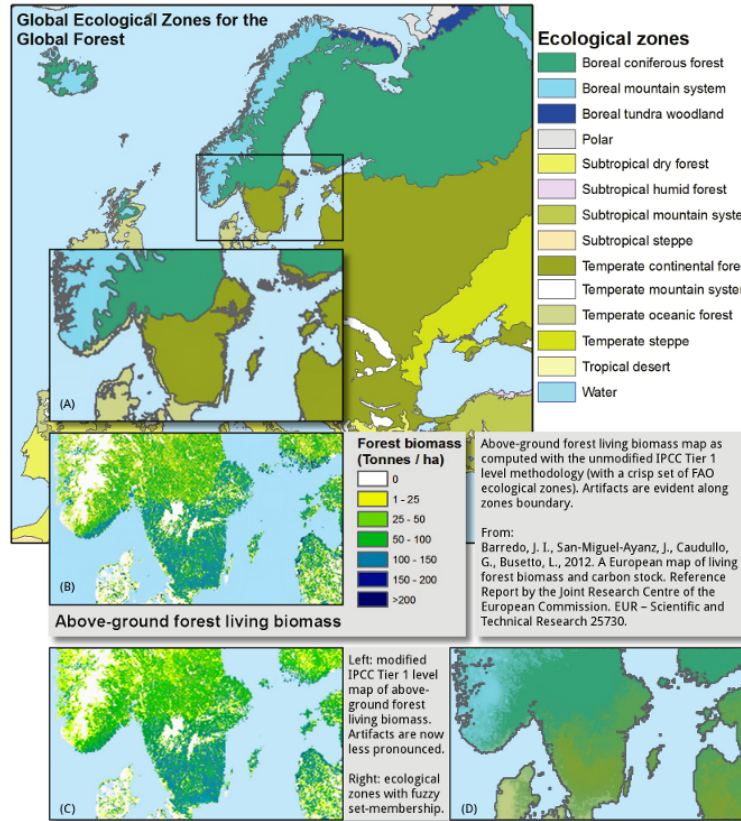 Global Ecological Zones for the
Global Forest
Ecological zones
Boreal coniferous forest
Boreal mountain system
Boreal tundra woodland
Polar
Subtropical dry forest
Subtropical humid forest
Subtropical mountain syste
Subtropical steppe
Temperate continental fore
Temperate mountain system
Temperate oceanic forest
Temperate steppe
Tropical desert
Water
(A)
(B)
Forest biomass
(Tonnes / ha)
0
1 - 25
25 - 50
50 - 100
100 - 150
150 - 200
>200
Above-ground forest living biomass
Above-ground forest living biomass map as
computed with the unmodified IPCC Tier 1
level methodology (with a crisp set of FAO
ecological zones). Artifacts are evident along
zones boundary.
From:
Barredo, J. I., San-Miguel-Ayanz, J., Caudullo,
G., Busetto, L., 2012. A European map of living
forest biomass and carbon stock. Reference
Report by the Joint Research Centre of the
European Commission. EUR – Scientific and
Technical Research 25730.
(C)
Left: modified
IPCC Tier 1 level
map of above-
ground forest
living biomass.
Artifacts are now
less pronounced.
Right: ecological
zones with fuzzy
set-membership.
(D)